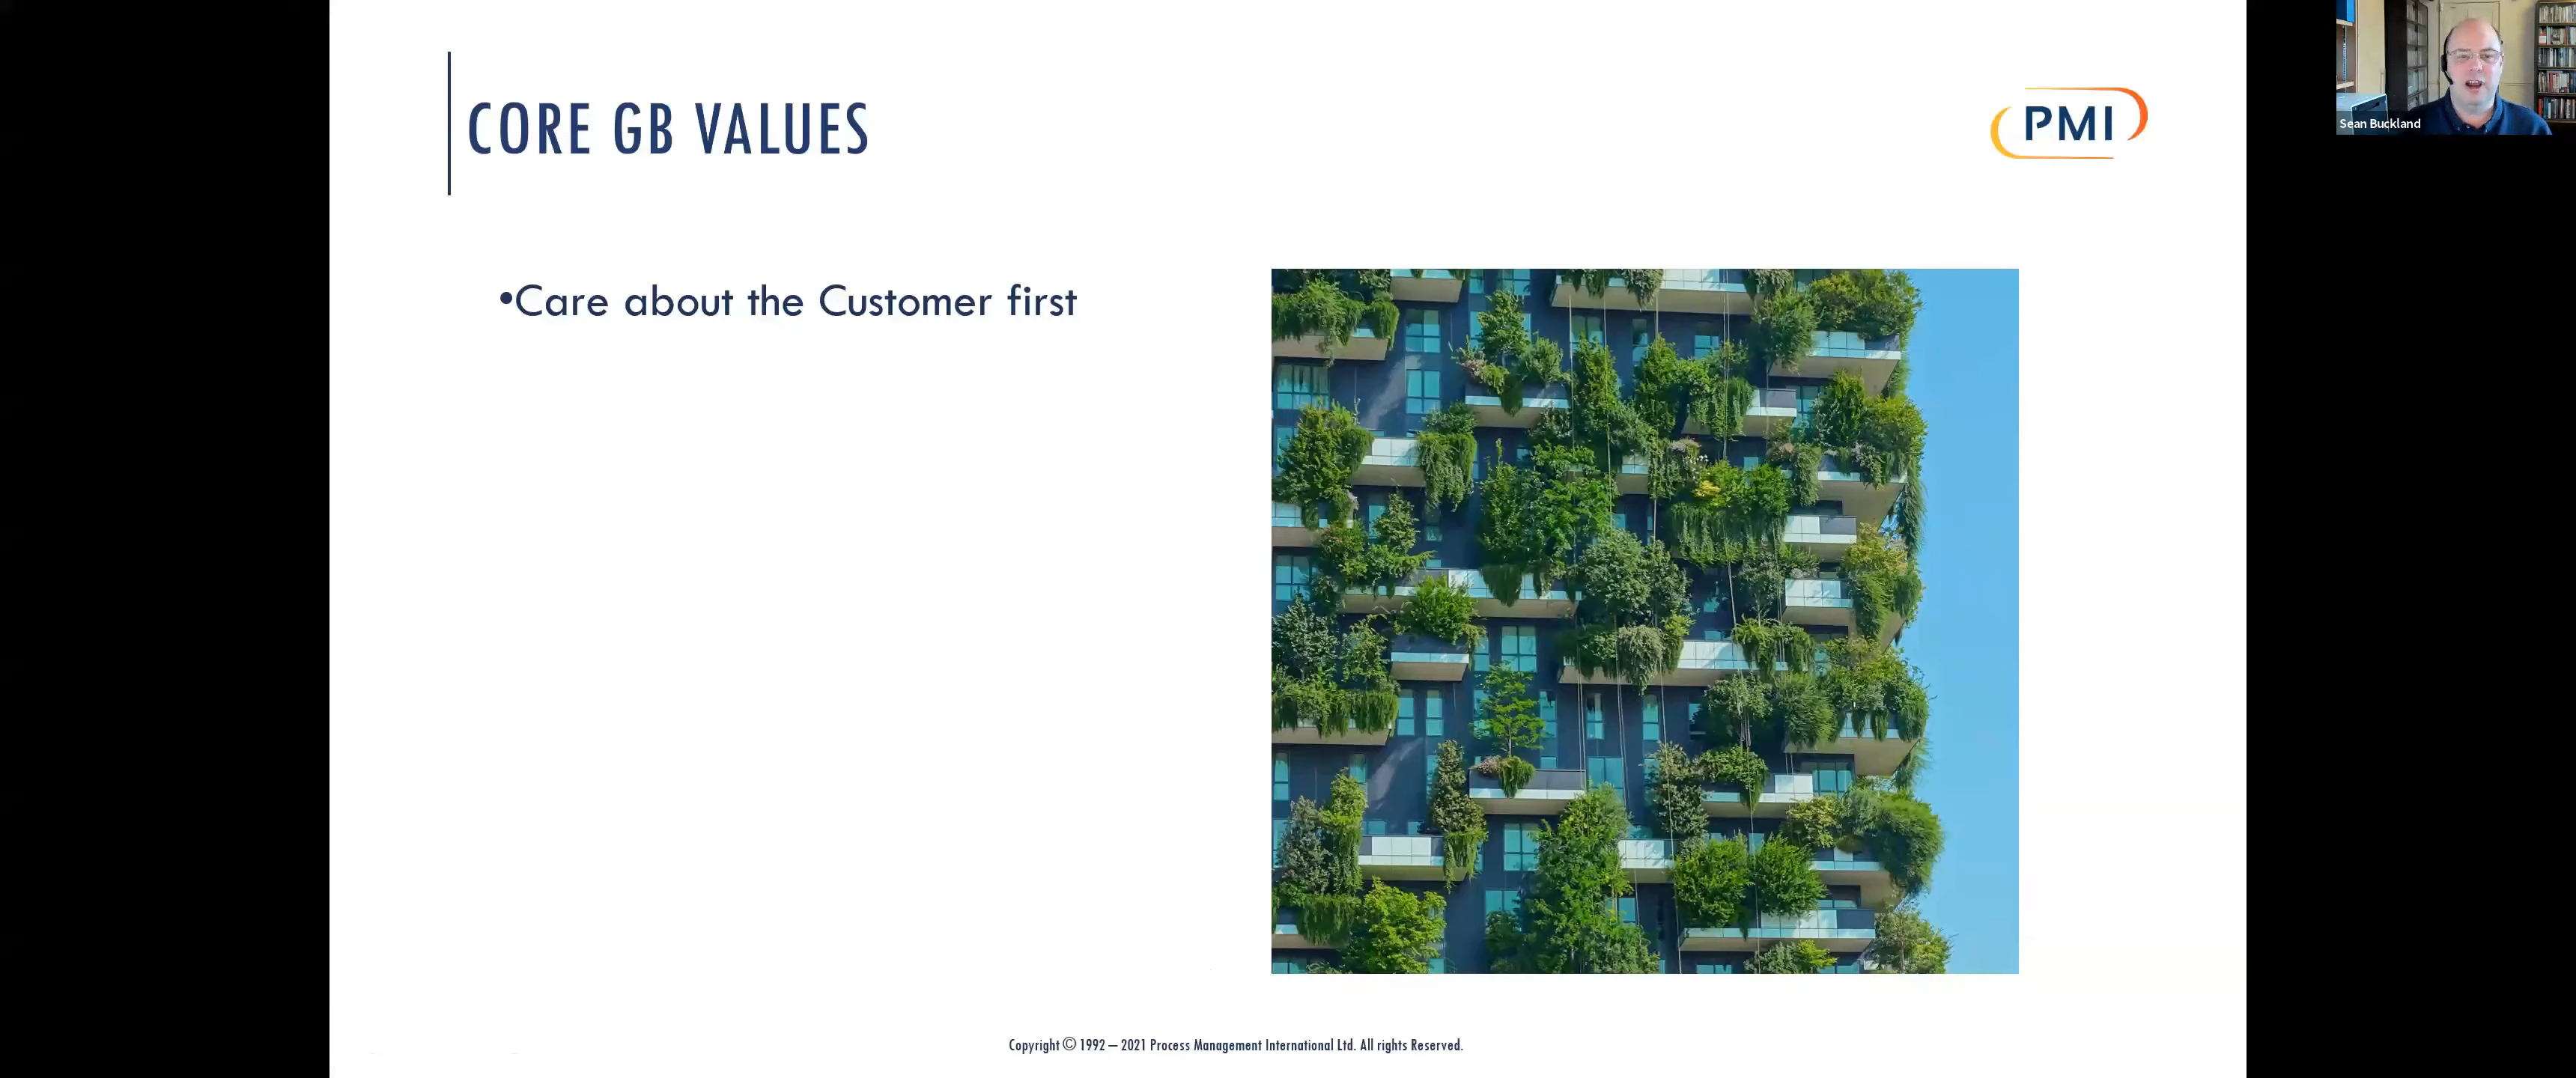 CORE GB VALUES
PMI
Sean Buckland
•Care about the Customer first
Copyright © 1992 – 2021 Process Management International Ltd. All rights Reserved.